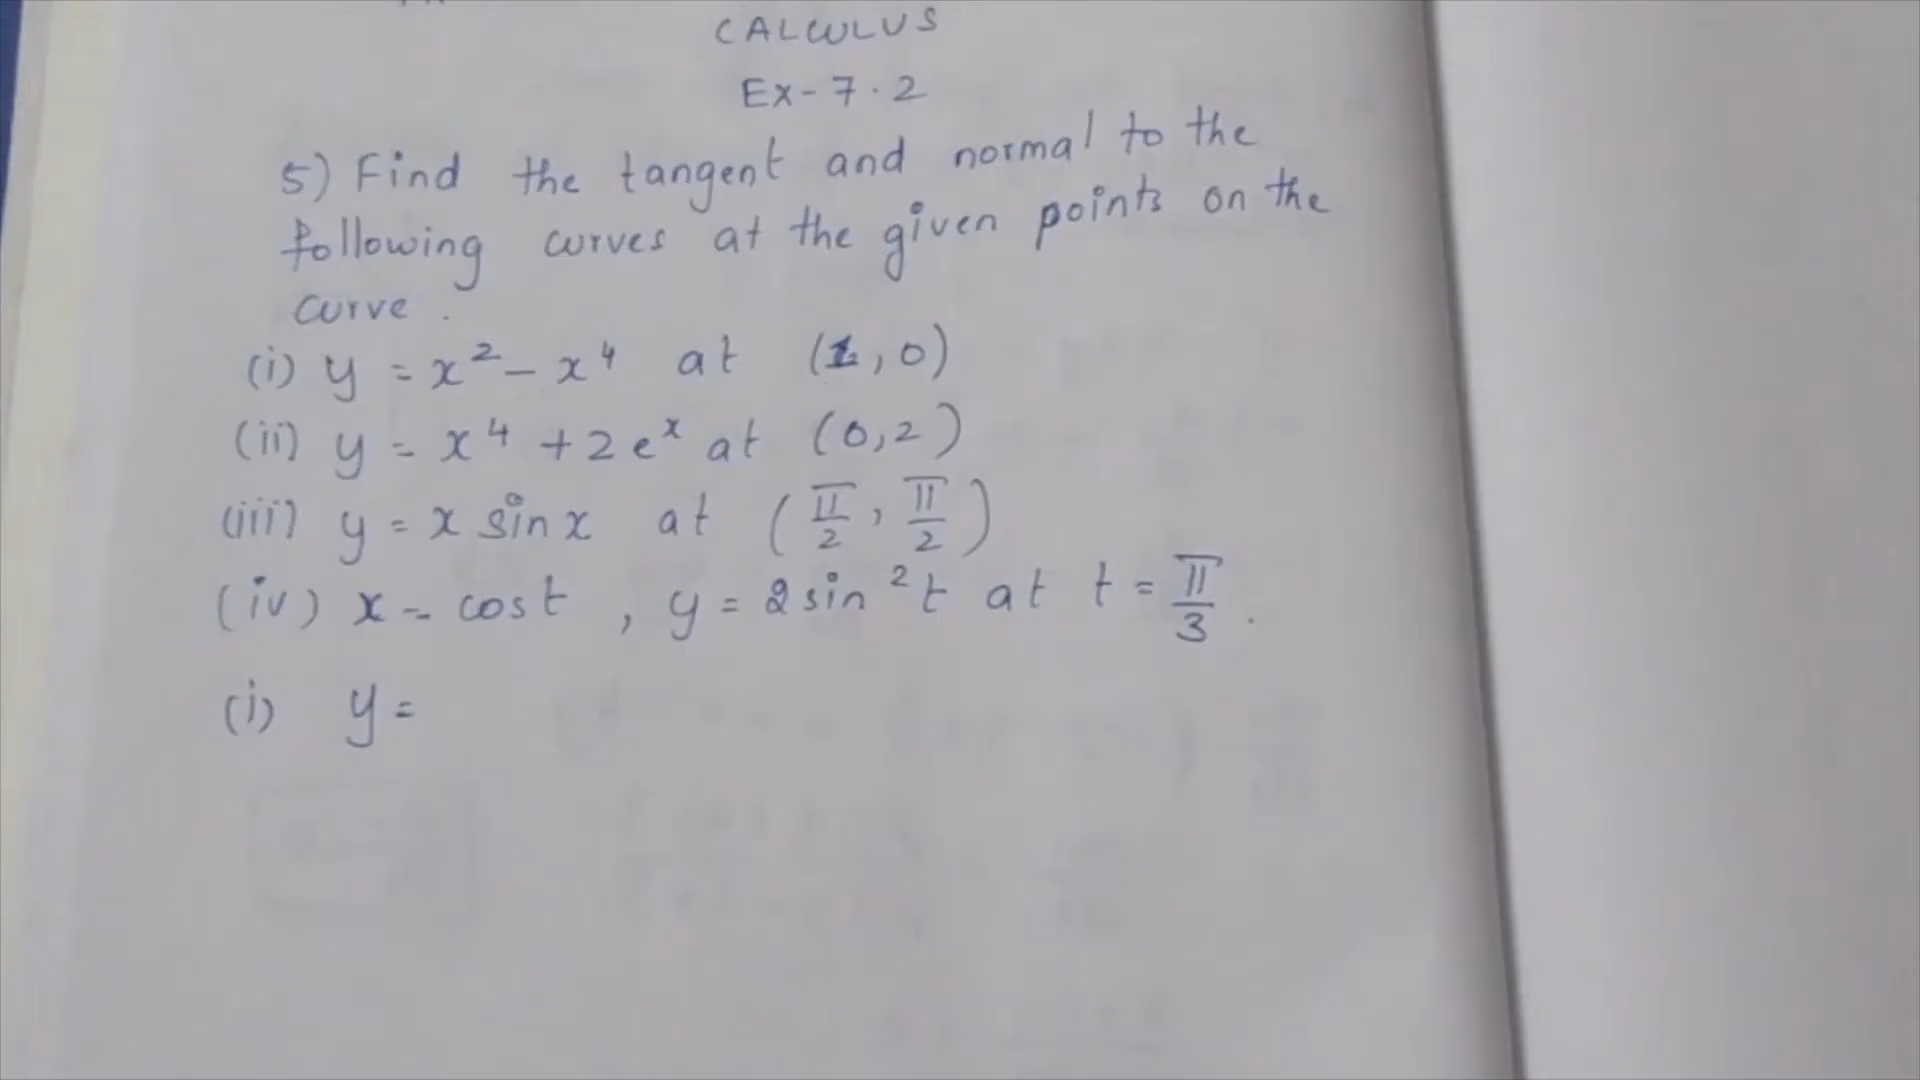 CALCULUS
Ex-7.2
5) Find the tangent and normal to the
following curves at the given points on the
curve.
(i) y = x² - x⁴ at (1, 0)
(ii) y = x⁴ + 2eˣ at (0,2)
(iii) y = x sin x at (π/2, π/2)
(iv) x = cost, y = 2 sin²t at t = π/3.
(i) y =